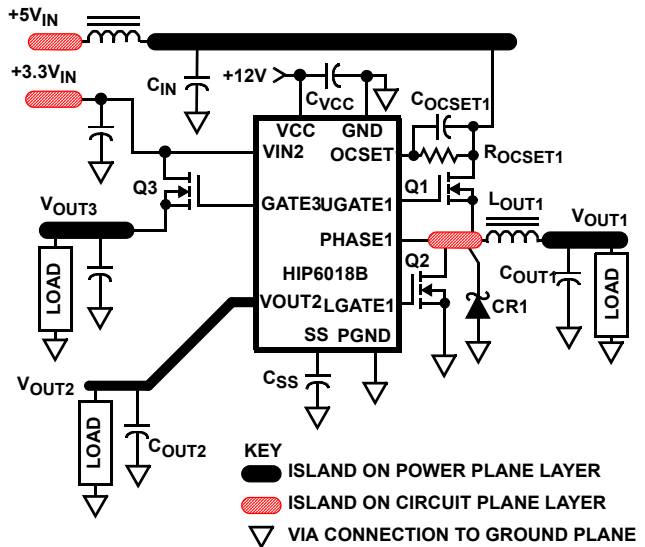 +5VIN
+3.3VIN
CIN
+12V
CVCC
COCSET1
VCC
GND
VIN2
OCSET
ROCSET1
Q3
Q1
GATE3
UGATE1
LOUT1
VOUT3
VOUT1
PHASE1
Q2
HIP6018B
COUT1
LOAD
VOUT2
LGATE1
CR1
LOAD
SS
PGND
CSS
VOUT2
LOAD
COUT2
KEY
ISLAND ON POWER PLANE LAYER
ISLAND ON CIRCUIT PLANE LAYER
VIA CONNECTION TO GROUND PLANE